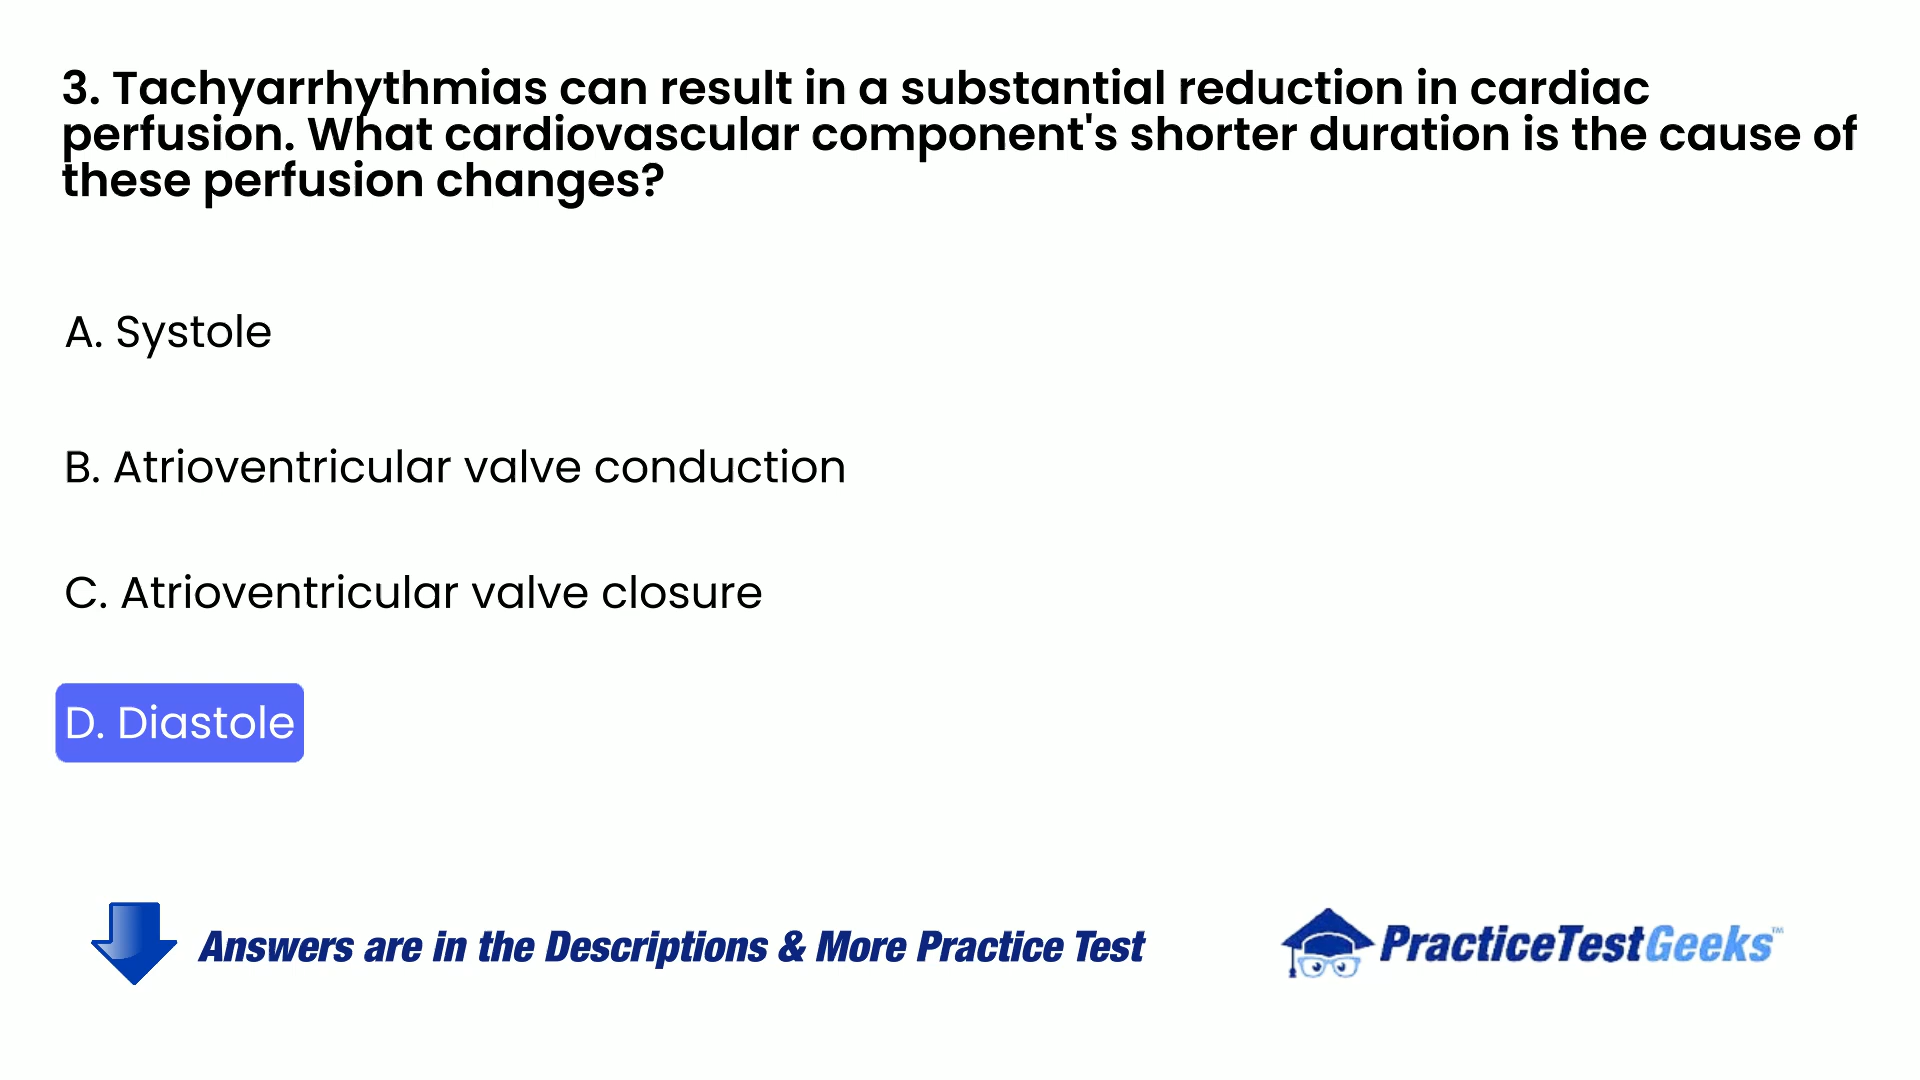 3. Tachyarrhythmias can result in a substantial reduction in cardiac
perfusion. What cardiovascular component's shorter duration is the cause of
these perfusion changes?
A. Systole
B. Atrioventricular valve conduction
C. Atrioventricular valve closure
D. Diastole
Answers are in the Descriptions & More Practice Test
PracticeTestGeeks™